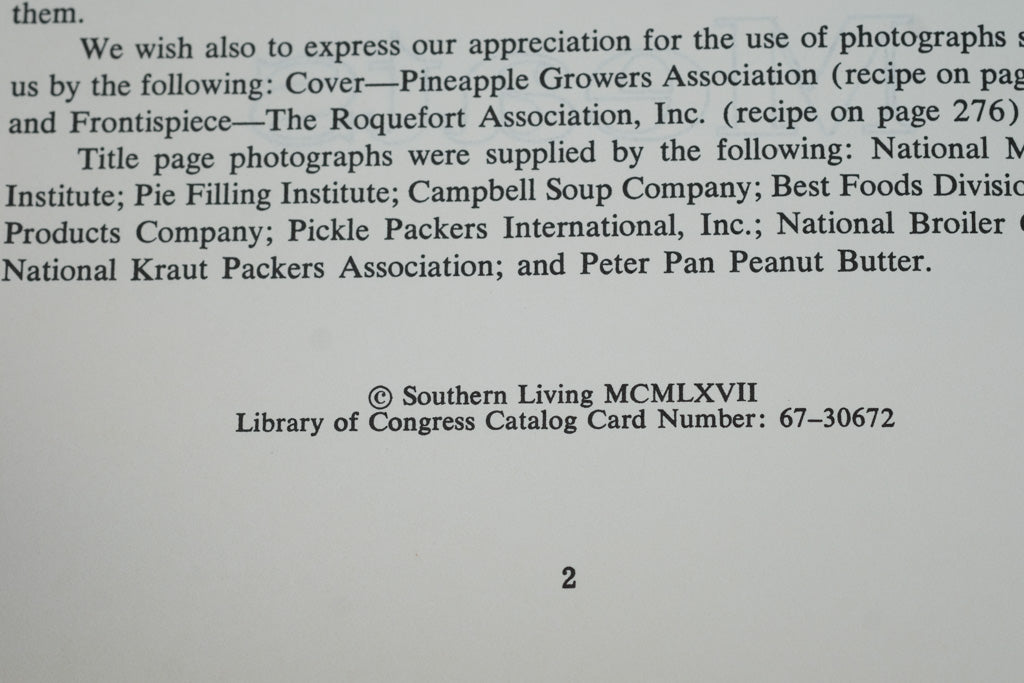 them.
We wish also to express our appreciation for the use of photographs
us by the following: Cover—Pineapple Growers Association (recipe on
and Frontispiece—The Roquefort Association, Inc. (recipe on page 276)
Title page photographs were supplied by the following: National
Institute; Pie Filling Institute; Campbell Soup Company; Best Foods
Products Company; Pickle Packers International, Inc.; National Broiler
National Kraut Packers Association; and Peter Pan Peanut Butter.
© Southern Living MCMLXVII
Library of Congress Catalog Card Number: 67–30672
2